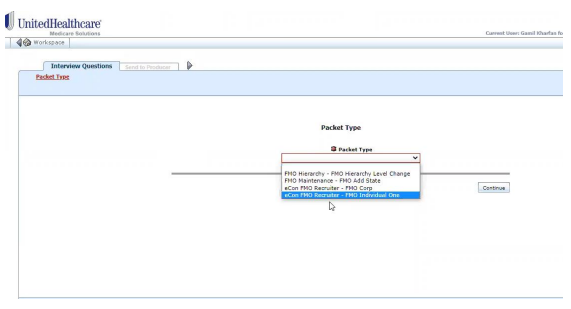 UnitedHealthcare®
Medicare Solutions
Current User: Gamil Kharfan fo
Workspace
Interview Questions
Send to Producer
Packet Type
Packet Type
Packet Type
FMO Hierarchy - FMO Hierarchy Level Change
FMO Maintenance - FMO Add State
eCon FMO Recruiter - FMO Corp
eCon FMO Recruiter - FMO Individual One
Continue